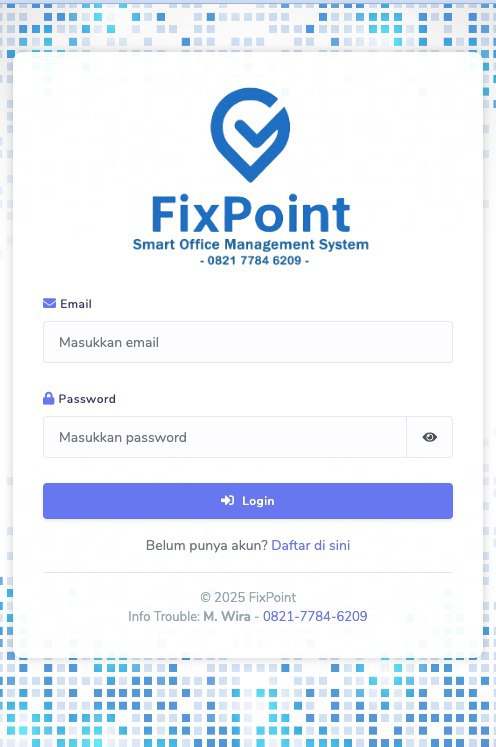 FixPoint
Smart Office Management System
- 0821 7784 6209 -
Email
Masukkan email
Password
Masukkan password
Login
Belum punya akun? Daftar di sini
© 2025 FixPoint
Info Trouble: M. Wira - 0821-7784-6209